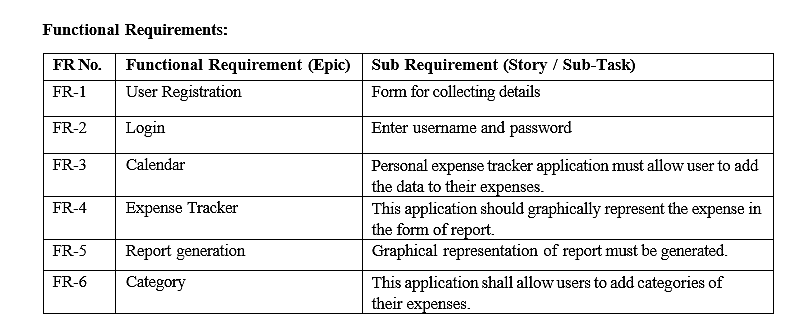 Functional Requirements:
FR No. Functional Requirement (Epic) Sub Requirement (Story / Sub-Task)
FR-1 User Registration Form for collecting details
FR-2 Login Enter username and password
FR-3 Calendar Personal expense tracker application must allow user to add
the data to their expenses.
FR-4 Expense Tracker This application should graphically represent the expense in
the form of report.
FR-5 Report generation Graphical representation of report must be generated.
FR-6 Category This application shall allow users to add categories of
their expenses.